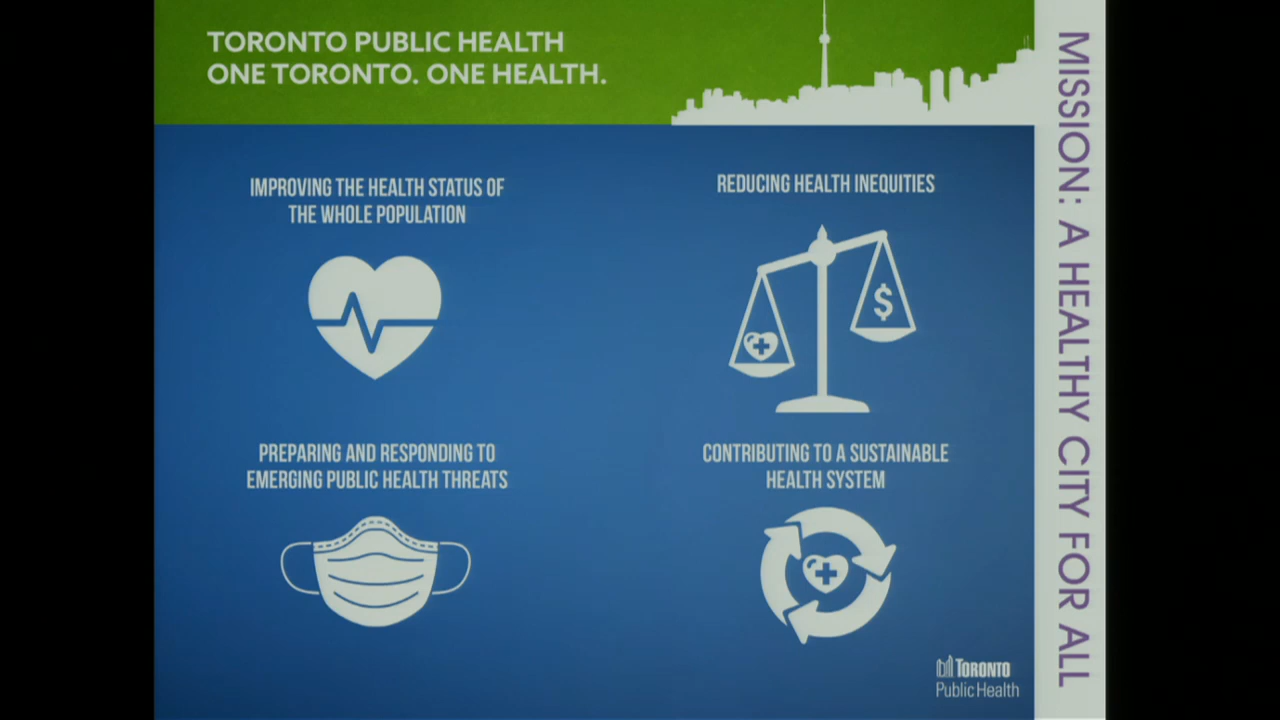 TORONTO PUBLIC HEALTH
ONE TORONTO. ONE HEALTH.
IMPROVING THE HEALTH STATUS OF
THE WHOLE POPULATION
REDUCING HEALTH INEQUITIES
$
PREPARING AND RESPONDING TO
EMERGING PUBLIC HEALTH THREATS
CONTRIBUTING TO A SUSTAINABLE
HEALTH SYSTEM
TORONTO
Public Health
MISSION: A HEALTHY CITY FOR ALL